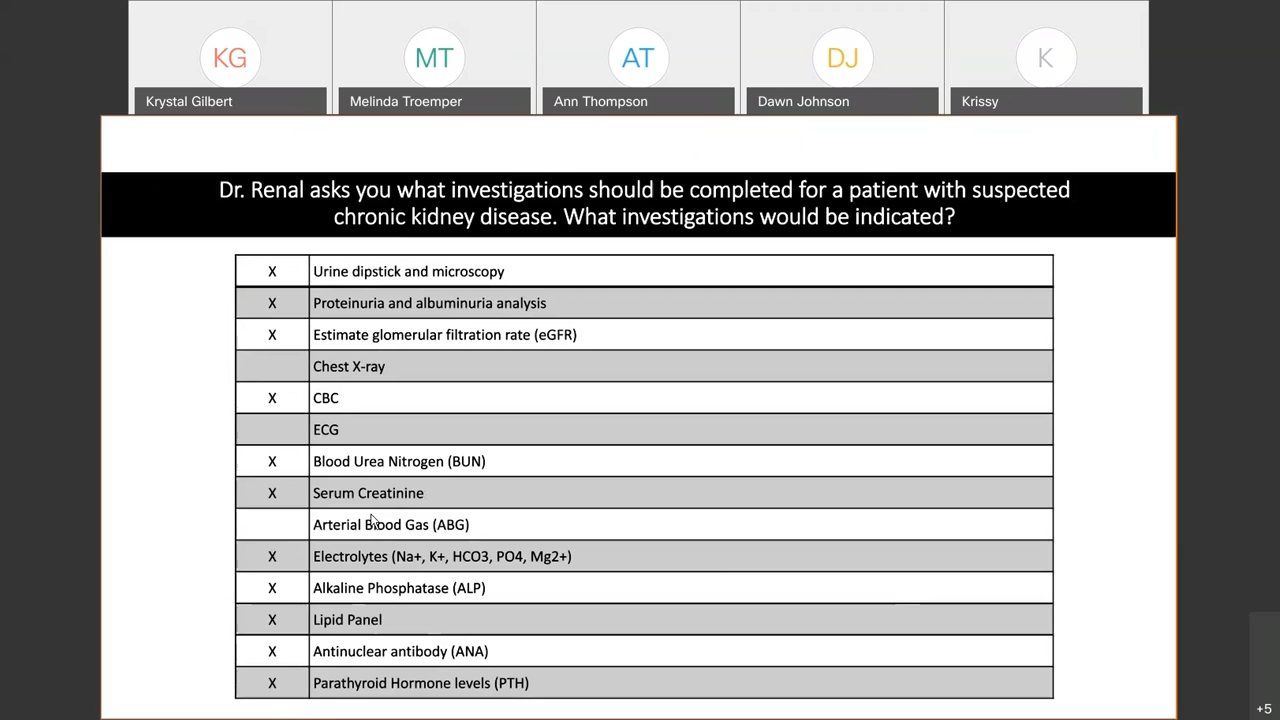 KG
MT
AT
DJ
K
Krystal Gilbert
Melinda Troemper
Ann Thompson
Dawn Johnson
Krissy
Dr. Renal asks you what investigations should be completed for a patient with suspected
chronic kidney disease. What investigations would be indicated?
X Urine dipstick and microscopy
X Proteinuria and albuminuria analysis
X Estimate glomerular filtration rate (eGFR)
Chest X-ray
X CBC
ECG
X Blood Urea Nitrogen (BUN)
X Serum Creatinine
Arterial Blood Gas (ABG)
X Electrolytes (Na+, K+, HCO3, PO4, Mg2+)
X Alkaline Phosphatase (ALP)
X Lipid Panel
X Antinuclear antibody (ANA)
X Parathyroid Hormone levels (PTH)
+5